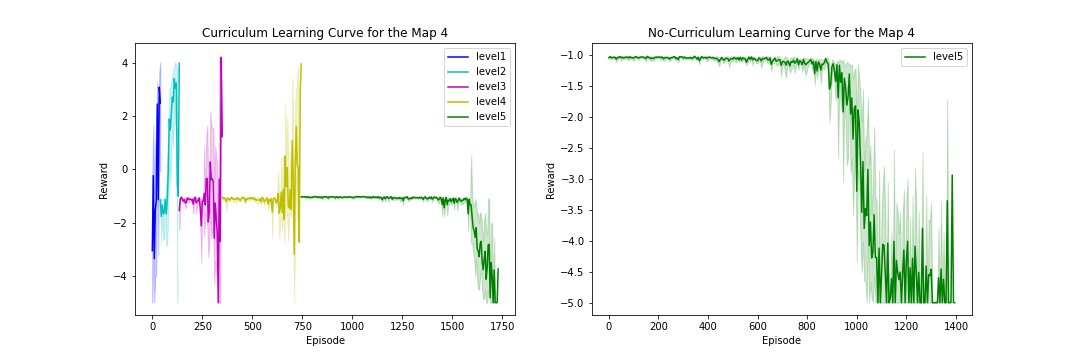 Curriculum Learning Curve for the Map 4
Reward
4
2
0
−2
−4
0
250
500
750
1000
1250
1500
1750
Episode
level1
level2
level3
level4
level5
No-Curriculum Learning Curve for the Map 4
Reward
−1.0
−1.5
−2.0
−2.5
−3.0
−3.5
−4.0
−4.5
−5.0
0
200
400
600
800
1000
1200
1400
Episode
level5